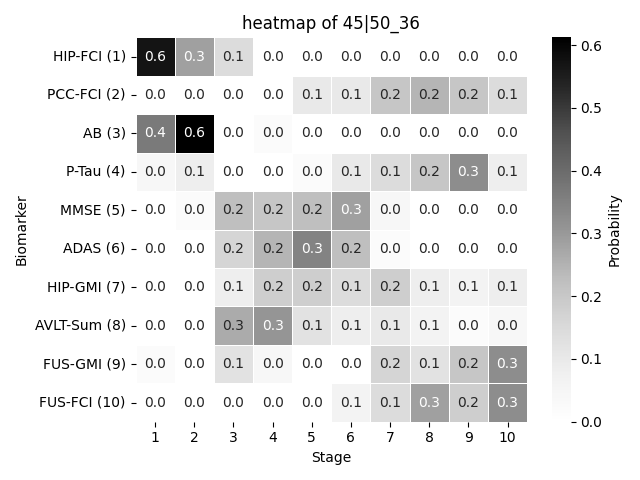 heatmap of 45|50_36
HIP-FCI (1) 0.6 0.3 0.1 0.0 0.0 0.0 0.0 0.0 0.0 0.0
PCC-FCI (2) 0.0 0.0 0.0 0.0 0.1 0.1 0.2 0.2 0.2 0.1
AB (3) 0.4 0.6 0.0 0.0 0.0 0.0 0.0 0.0 0.0 0.0
P-Tau (4) 0.0 0.1 0.0 0.0 0.0 0.1 0.1 0.2 0.3 0.1
MMSE (5) 0.0 0.0 0.2 0.2 0.2 0.3 0.0 0.0 0.0 0.0
ADAS (6) 0.0 0.0 0.2 0.2 0.3 0.2 0.0 0.0 0.0 0.0
HIP-GMI (7) 0.0 0.0 0.1 0.2 0.2 0.1 0.2 0.1 0.1 0.1
AVLT-Sum (8) 0.0 0.0 0.3 0.3 0.1 0.1 0.1 0.1 0.0 0.0
FUS-GMI (9) 0.0 0.0 0.1 0.0 0.0 0.0 0.2 0.1 0.2 0.3
FUS-FCI (10) 0.0 0.0 0.0 0.0 0.0 0.1 0.1 0.3 0.2 0.3
1 2 3 4 5 6 7 8 9 10
Stage
Biomarker
0.6
0.5
0.4
0.3
0.2
0.1
0.0
Probability